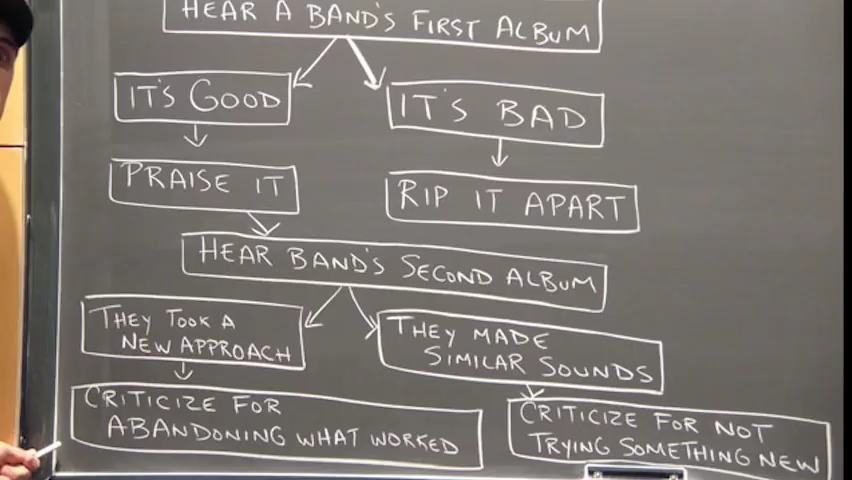 HEAR A BAND'S FIRST ALBUM
IT'S GOOD
IT'S BAD
PRAISE IT
RIP IT APART
HEAR BAND'S SECOND ALBUM
THEY TOOK A
NEW APPROACH
THEY MADE
SIMILAR SOUNDS
CRITICIZE FOR
ABANDONING WHAT WORKED
CRITICIZE FOR NOT
TRYING SOMETHING NEW